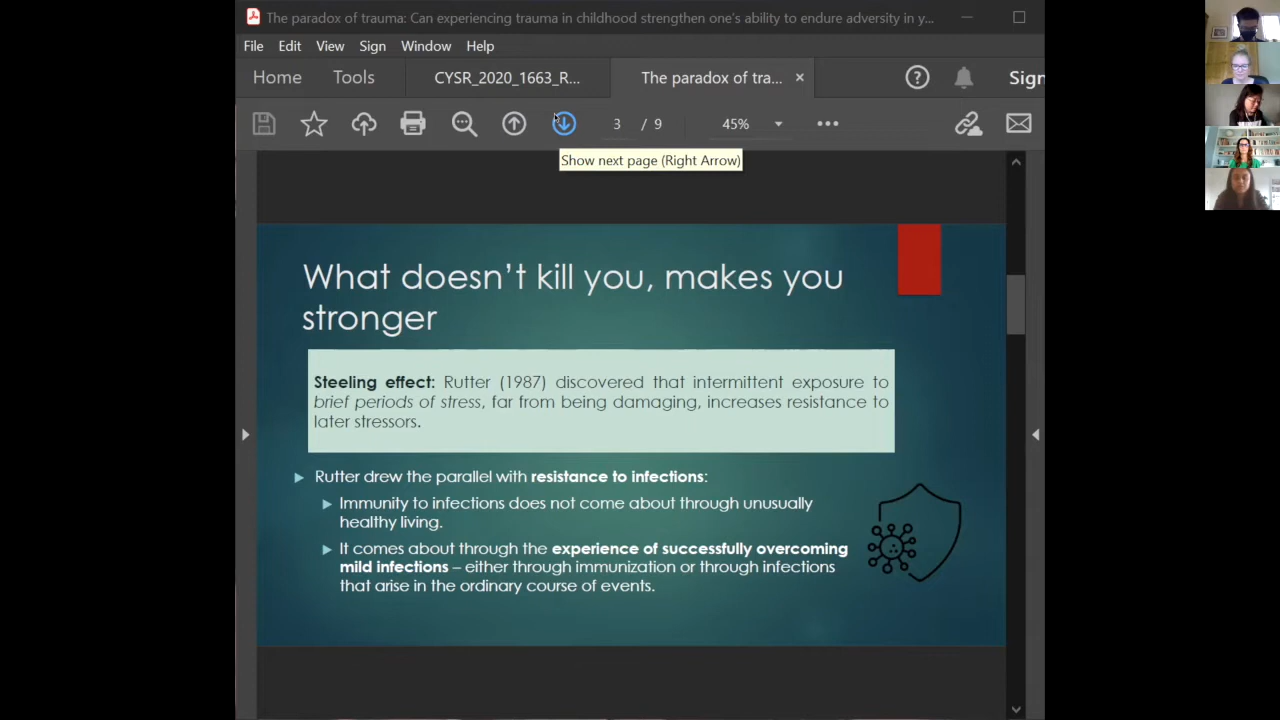 The paradox of trauma: Can experiencing trauma in childhood strengthen one's ability to endure adversity in y...
File Edit View Sign Window Help
Home Tools CYSR_2020_1663_R... The paradox of tra... × Sign
3 / 9 45%
Show next page (Right Arrow)
What doesn't kill you, makes you
stronger
Steeling effect: Rutter (1987) discovered that intermittent exposure to
brief periods of stress, far from being damaging, increases resistance to
later stressors.
Rutter drew the parallel with resistance to infections:
Immunity to infections does not come about through unusually
healthy living.
It comes about through the experience of successfully overcoming
mild infections – either through immunization or through infections
that arise in the ordinary course of events.